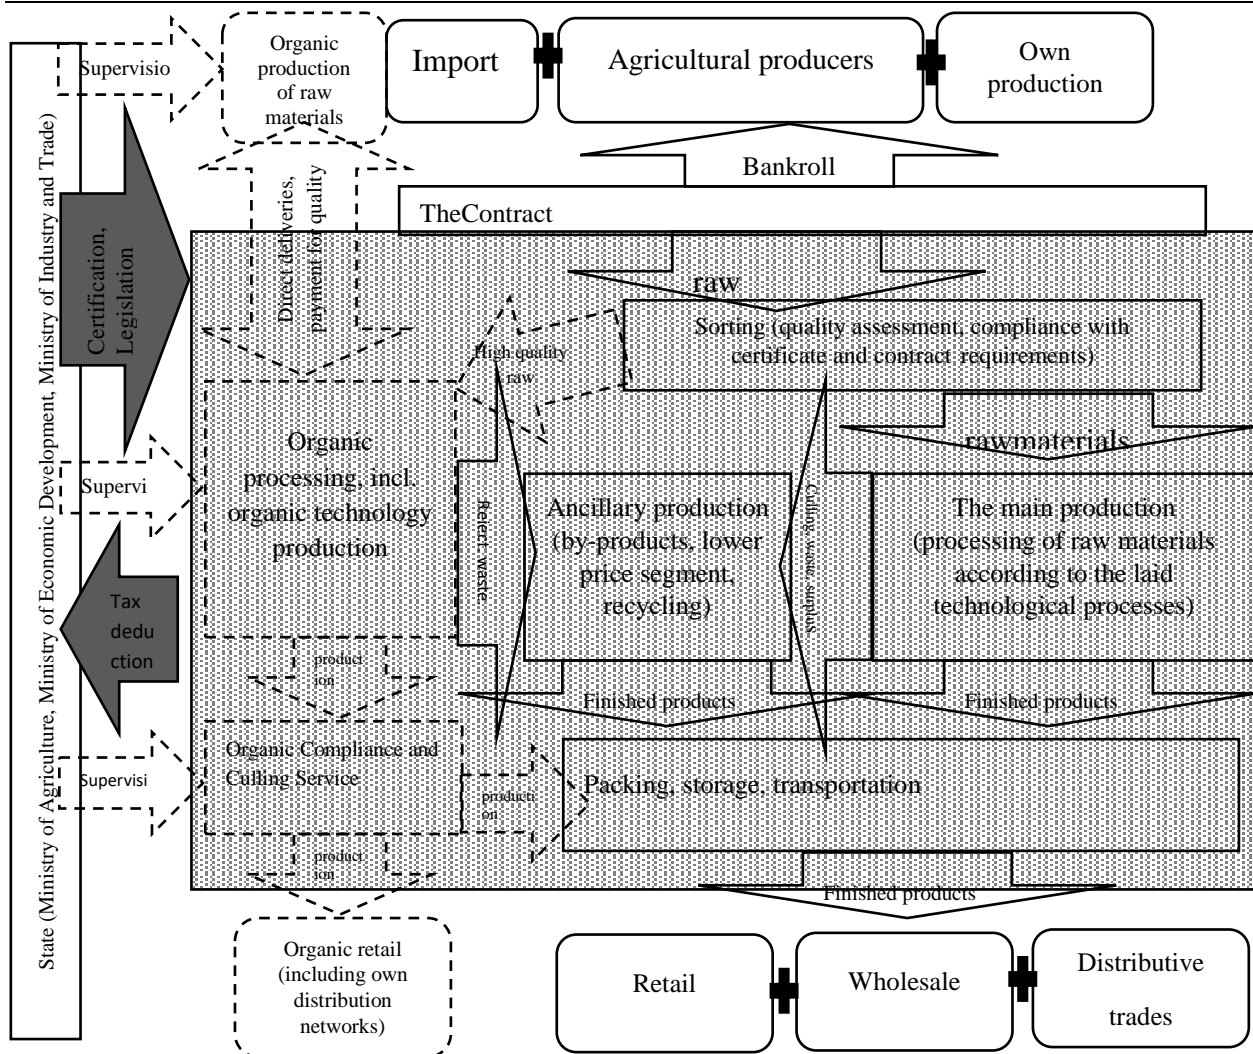 State (Ministry of Agriculture, Ministry of Economic Development, Ministry of Industry and Trade)
Supervisio
Organic
production
of raw
materials
Import
Agricultural producers
Own
production
Bankroll
TheContract
Certification,
Legislation
Direct deliveries,
payment for quality
raw
Sorting (quality assessment, compliance with
certificate and contract requirements)
High quality
raw
rawmaterials
Supervi
Organic
processing, incl.
organic technology
production
Reject waste
Ancillary production
(by-products, lower
price segment,
recycling)
Culling, waste, surplus
The main production
(processing of raw materials
according to the laid
technological processes)
Tax
dedu
ction
product
ion
Finished products
Finished products
Supervisi
Organic Compliance and
Culling Service
producti
on
Packing, storage, transportation
product
ion
Finished products
Organic retail
(including own
distribution
networks)
Retail
Wholesale
Distributive
trades